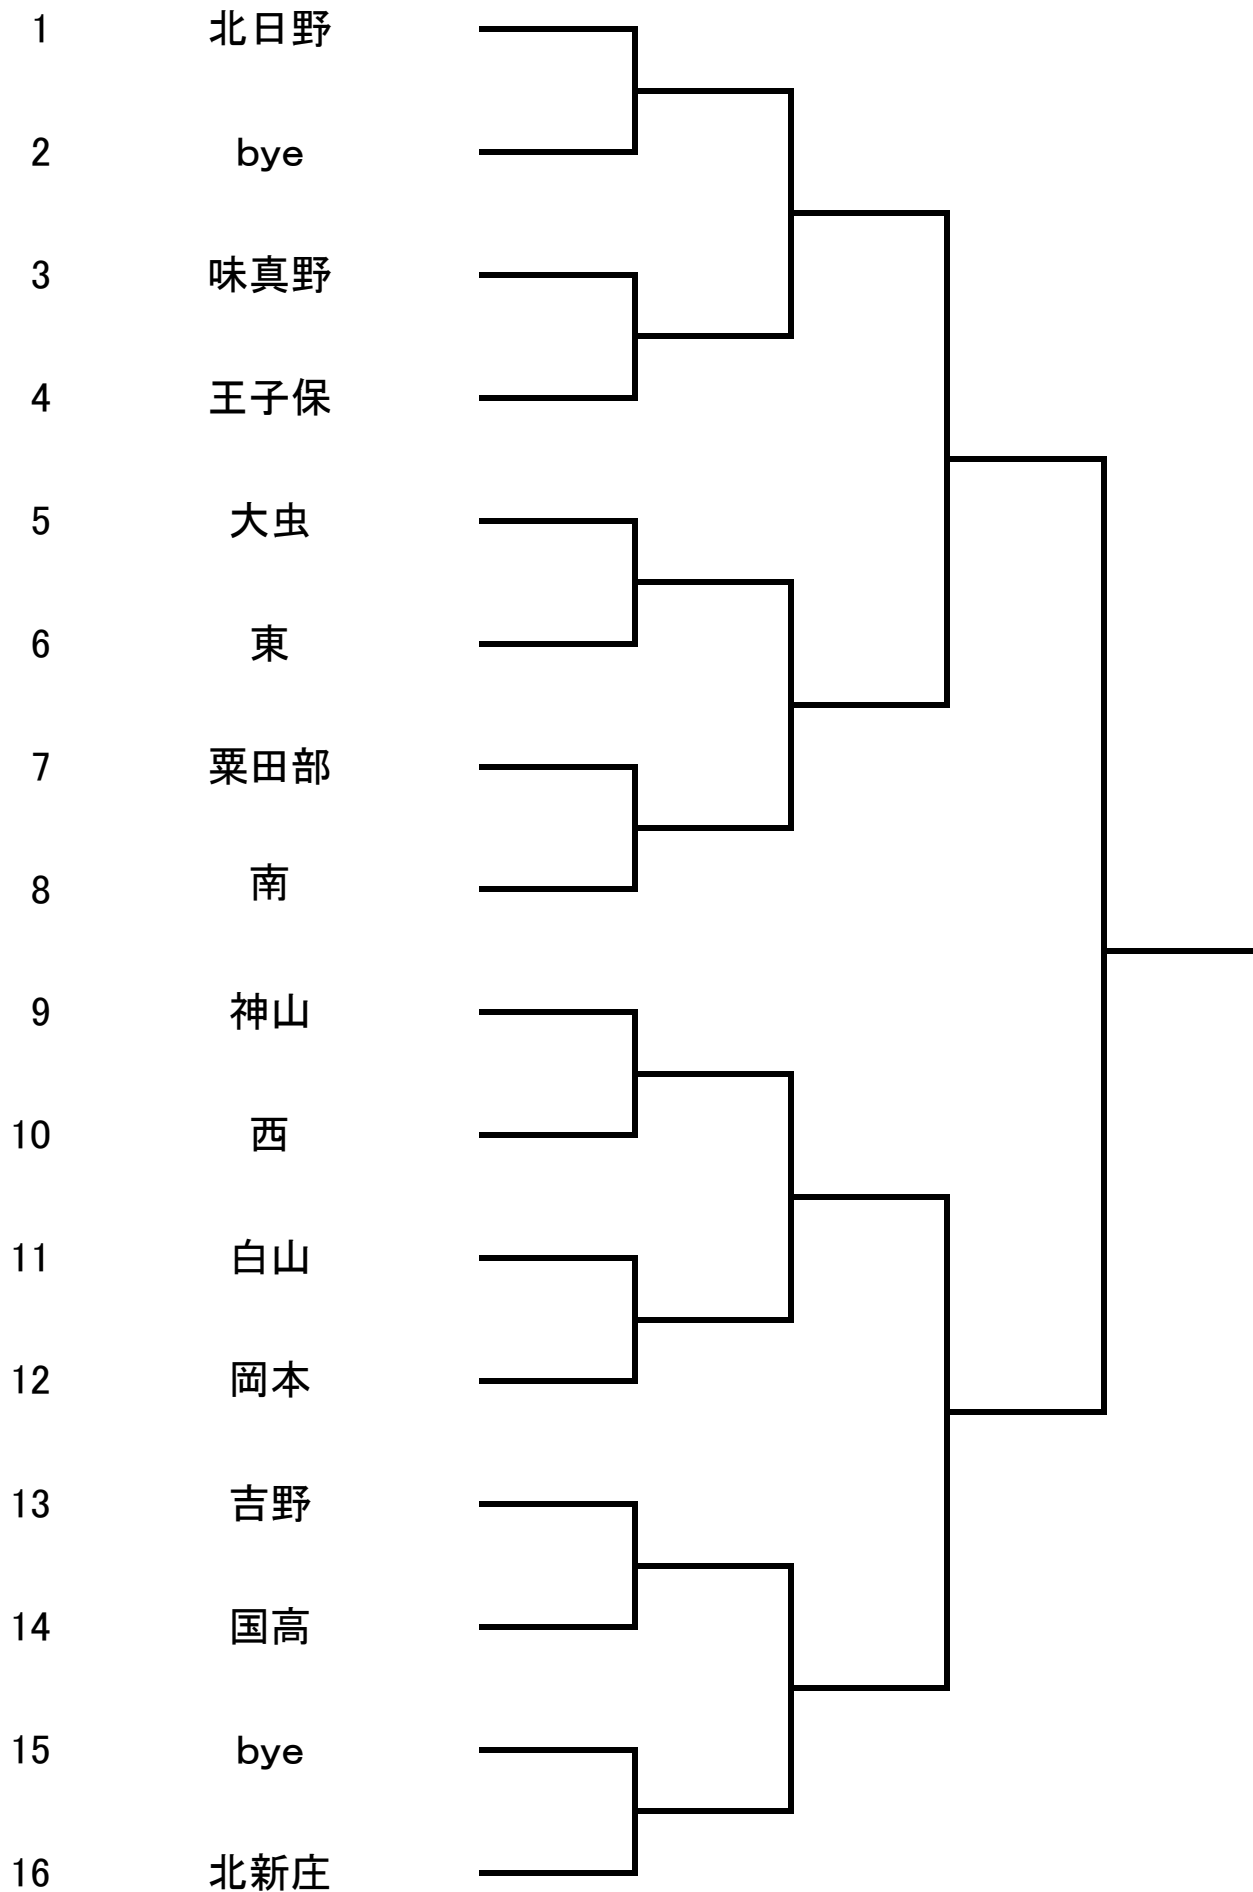 1 北日野
2 bye
3 味真野
4 王子保
5 大虫
6 東
7 粟田部
8 南
9 神山
10 西
11 白山
12 岡本
13 吉野
14 国高
15 bye
16 北新庄